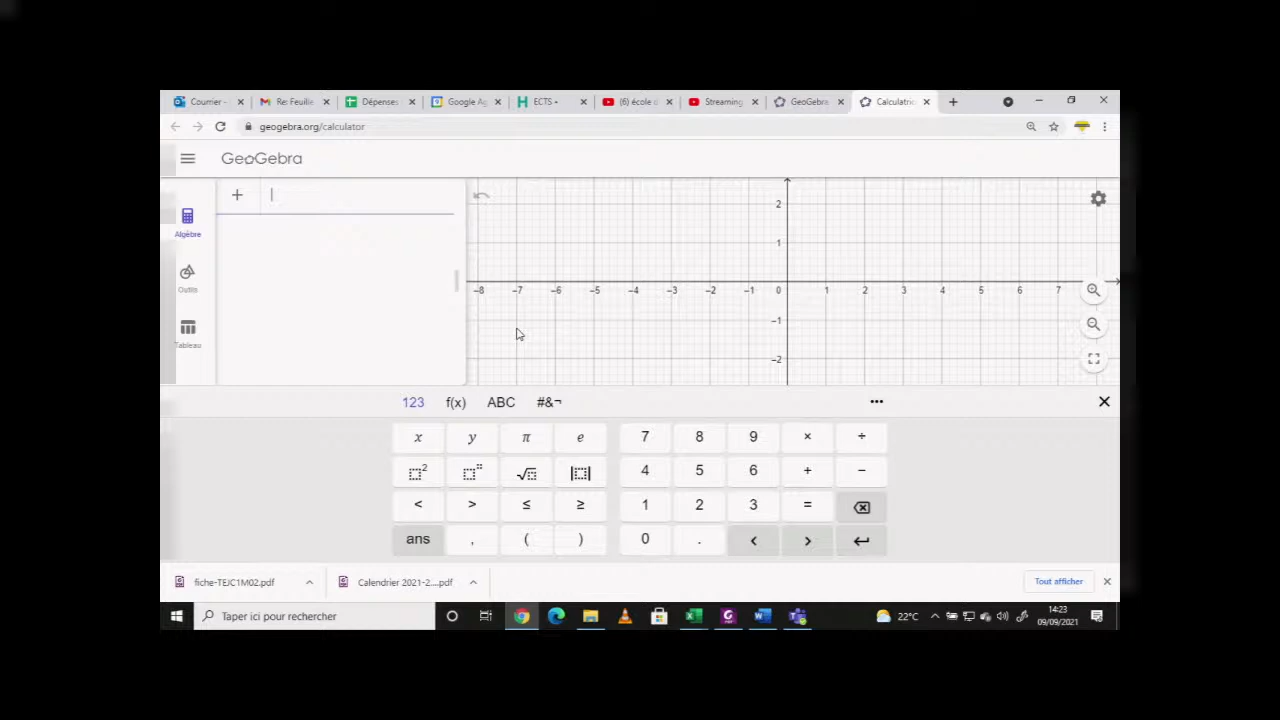 Courrier -
Re: Feuille
Dépenses
Google Ag
ECTS •
(6) école d
Streaming
GeoGebra
Calculatric
geogebra.org/calculator
GeoGebra
Algèbre
Outils
Tableau
2
1
−8 −7 −6 −5 −4 −3 −2 −1 0 1 2 3 4 5 6 7
−1
−2
123 f(x) ABC #&¬
x y π e 7 8 9 × ÷
2 √ 4 5 6 + −
< > ≤ ≥ 1 2 3 =
ans , ( ) 0 . < >
fiche-TEJC1M02.pdf
Calendrier 2021-2....pdf
Tout afficher
Taper ici pour rechercher
22°C
14:23
09/09/2021